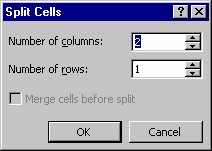 Split Cells
Number of columns: 2
Number of rows: 1
Merge cells before split
OK Cancel